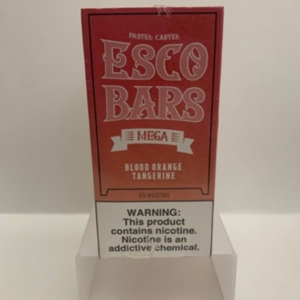 PASTEL CARTEL
ESCO
BARS
MEGA
BLOOD ORANGE
TANGERINE
5% NICOTINE
WARNING:
This product
contains nicotine.
Nicotine is an
addictive chemical.